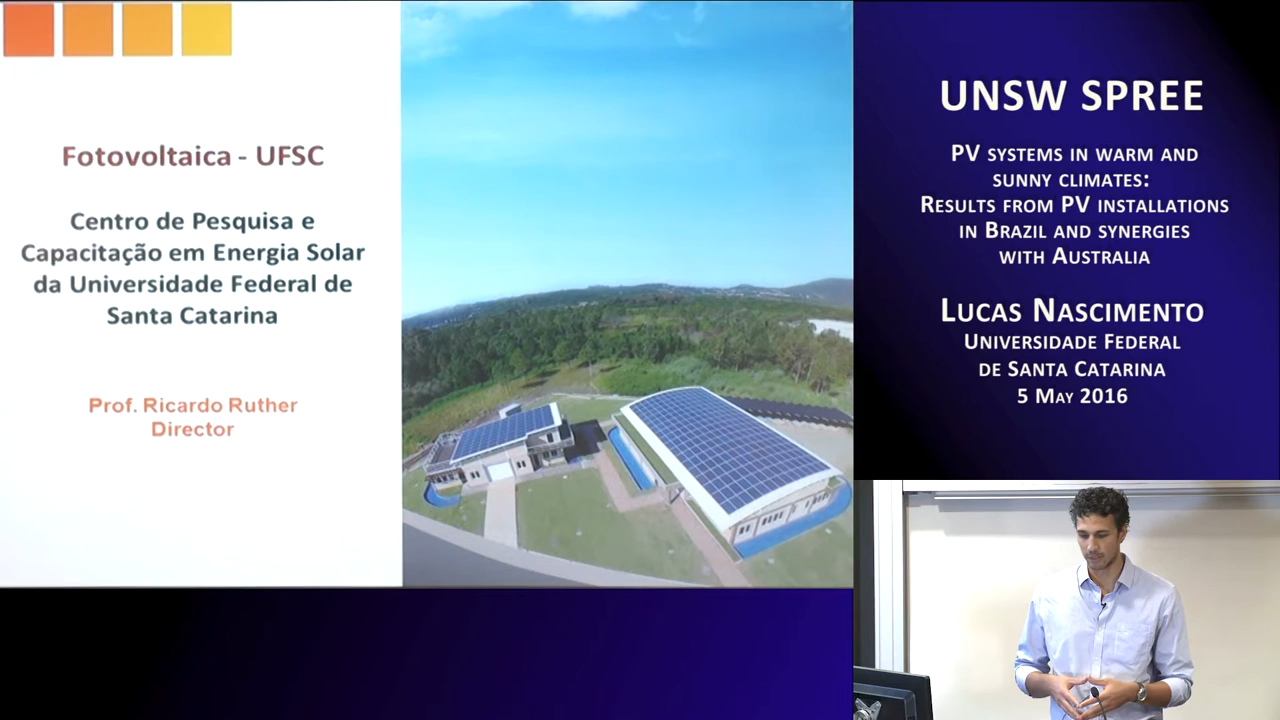 Fotovoltaica - UFSC
Centro de Pesquisa e
Capacitação em Energia Solar
da Universidade Federal de
Santa Catarina
Prof. Ricardo Ruther
Director
UNSW SPREE
PV SYSTEMS IN WARM AND
SUNNY CLIMATES:
RESULTS FROM PV INSTALLATIONS
IN BRAZIL AND SYNERGIES
WITH AUSTRALIA
LUCAS NASCIMENTO
UNIVERSIDADE FEDERAL
DE SANTA CATARINA
5 MAY 2016